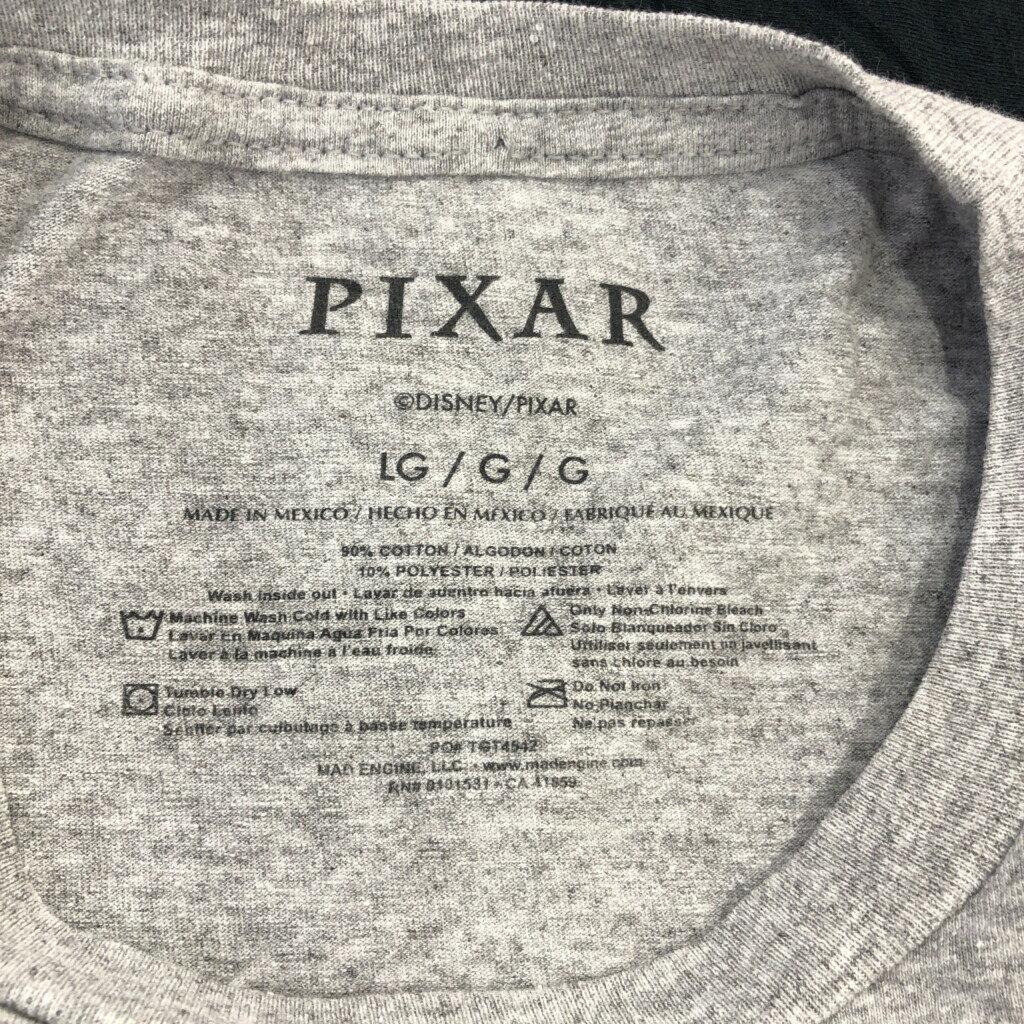 PIXAR
©DISNEY/PIXAR
LG / G / G
MADE IN MEXICO / HECHO EN MEXICO / FABRIQUÉ AU MEXIQUE
90% COTTON / ALGODON / COTON
10% POLYESTER / POLIESTER
Wash inside out • Lavar de adentro hacia afuera • Laver à l'envers
Machine Wash Cold with Like Colors
Lavar En Maquina Agua Fria Por Colores
Laver à la machine a l'eau froide
Only Non-Chlorine Bleach
Solo Blanqueador Sin Cloro
Utiliser seulement un javellisant
sans chlore au besoin
Tumble Dry Low
Ciclo Lento
par culbutage à basse température
Do Not Iron
No Planchar
Ne pas repasser
PO# TGT4942
MAD ENGINE, LLC. • www.madengine.com
RN# 0101531 • CA 41859